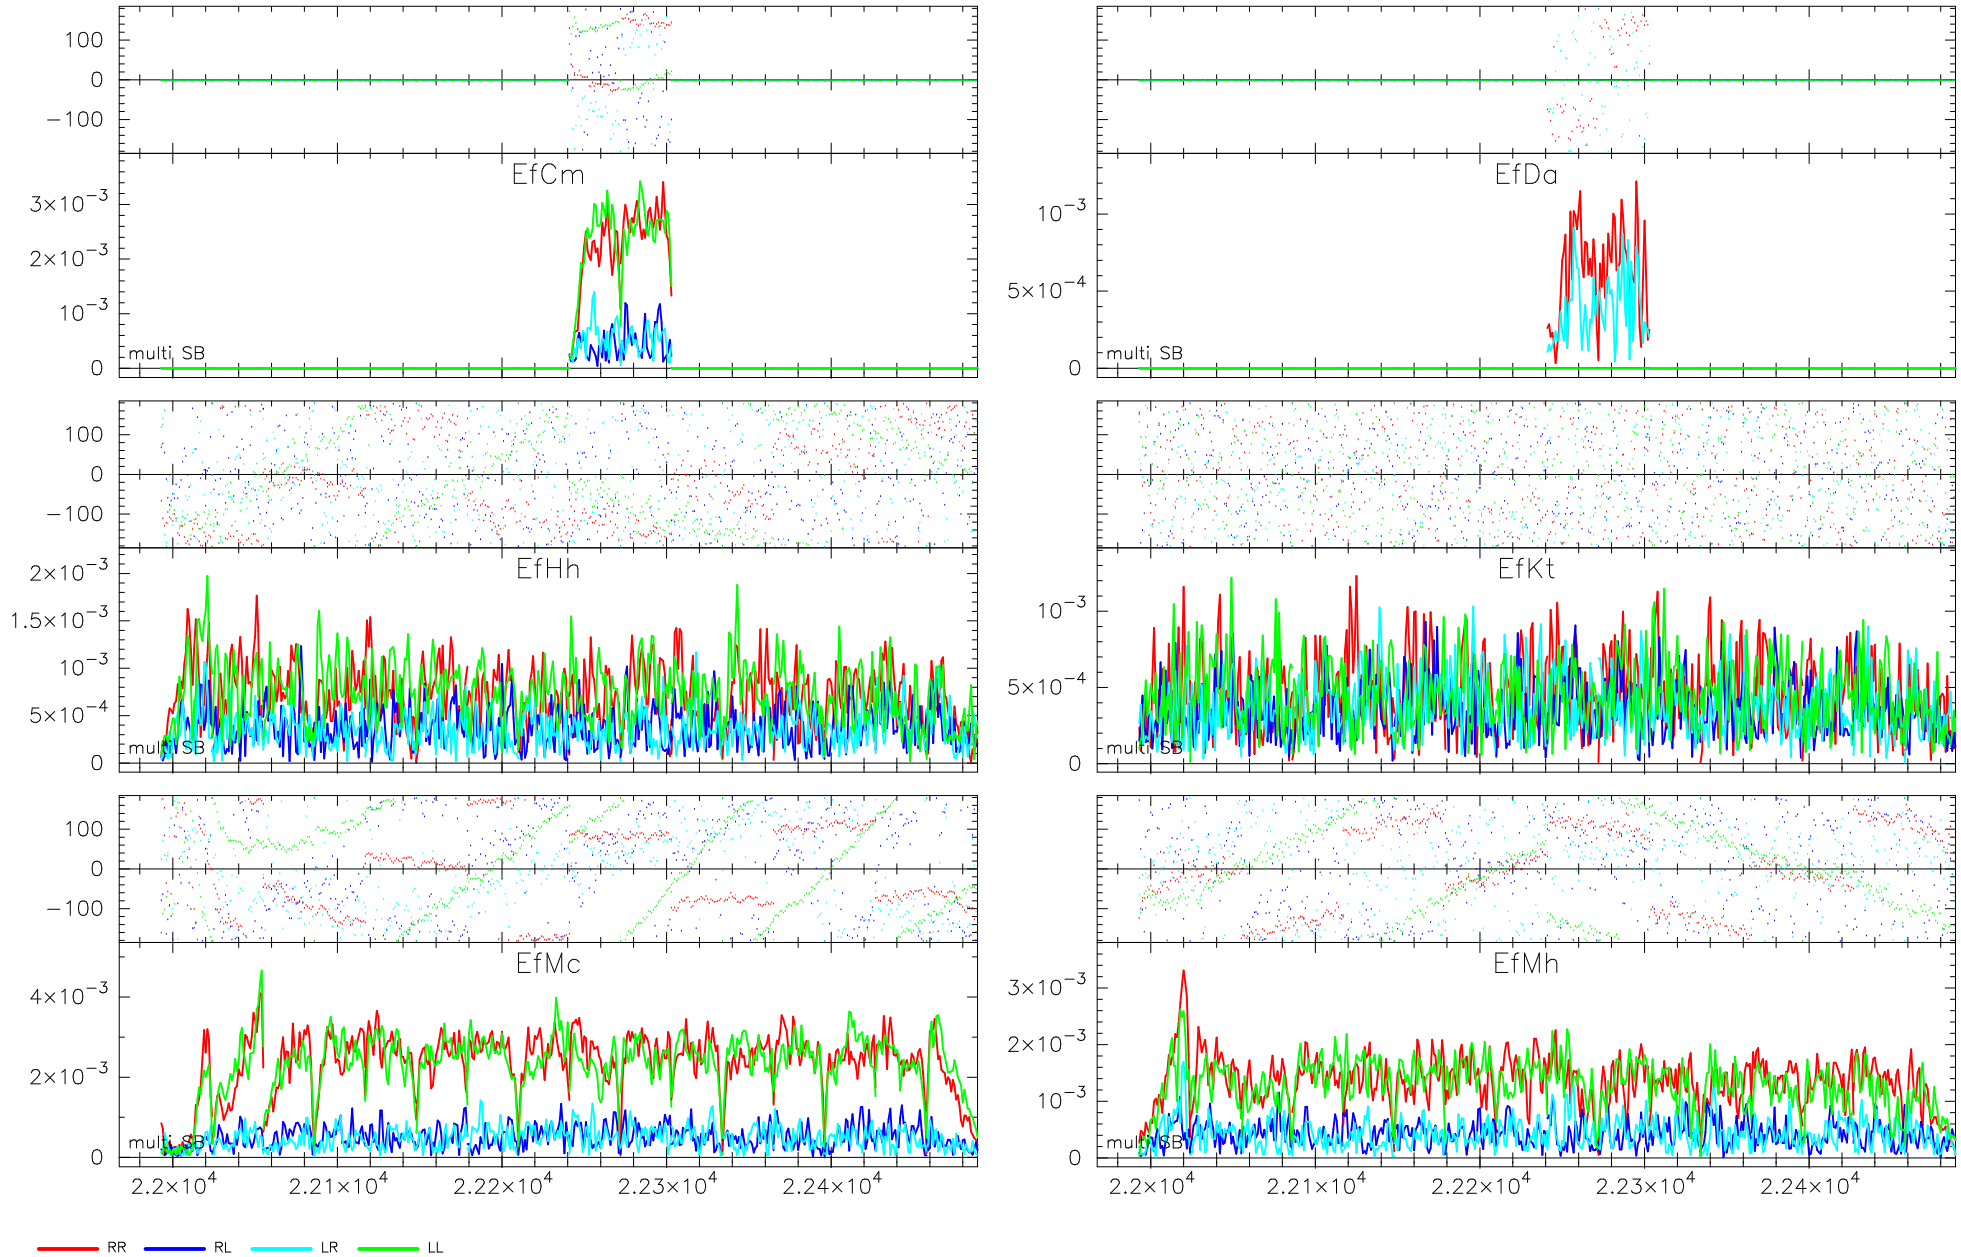 100
0
−100
EfCm
3×10⁻³
2×10⁻³
10⁻³
0
multi SB
EfDa
10⁻³
5×10⁻⁴
0
multi SB
100
0
−100
EfHh
2×10⁻³
1.5×10⁻³
10⁻³
5×10⁻⁴
0
multi SB
EfKt
10⁻³
5×10⁻⁴
0
multi SB
100
0
−100
EfMc
4×10⁻³
2×10⁻³
0
multi SB
2.2×10⁴ 2.21×10⁴ 2.22×10⁴ 2.23×10⁴ 2.24×10⁴
EfMh
3×10⁻³
2×10⁻³
10⁻³
0
multi SB
2.2×10⁴ 2.21×10⁴ 2.22×10⁴ 2.23×10⁴ 2.24×10⁴
RR RL LR LL